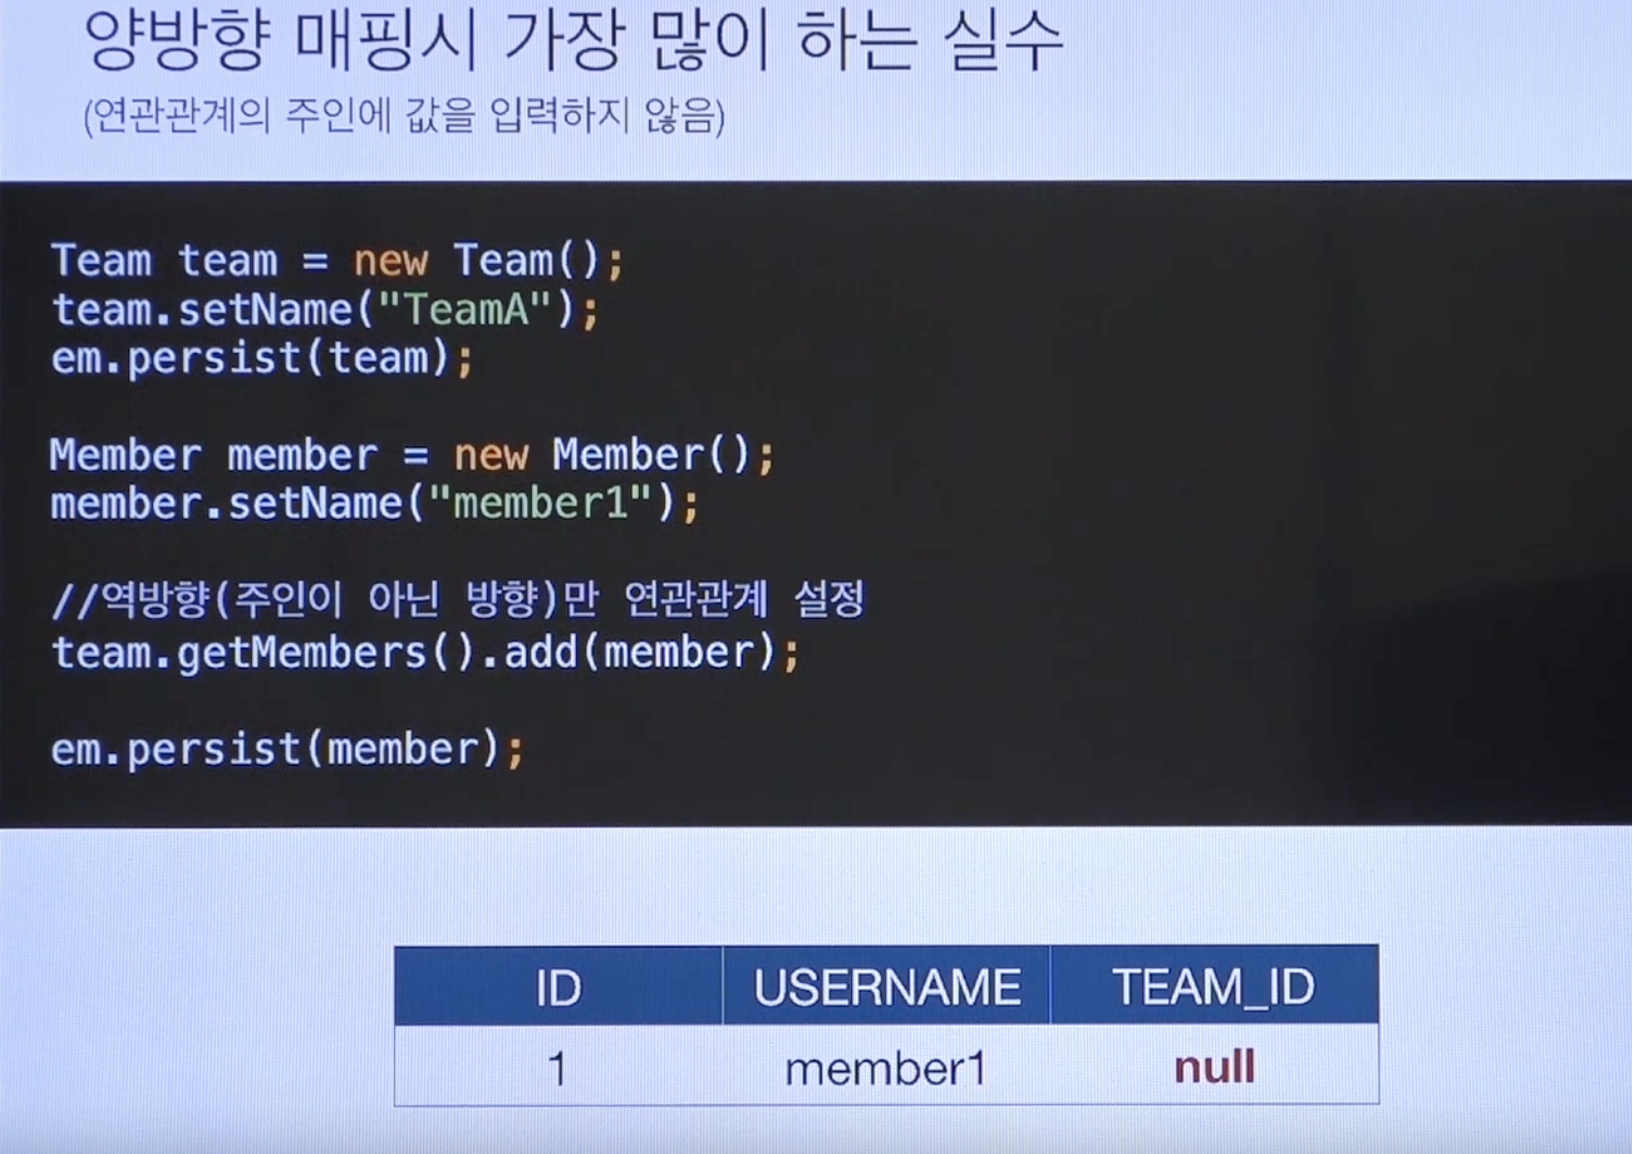 양방향 매핑시 가장 많이 하는 실수
(연관관계의 주인에 값을 입력하지 않음)
Team team = new Team();
team.setName("TeamA");
em.persist(team);
Member member = new Member();
member.setName("member1");
//역방향(주인이 아닌 방향)만 연관관계 설정
team.getMembers().add(member);
em.persist(member);
ID USERNAME TEAM_ID
1 member1 null